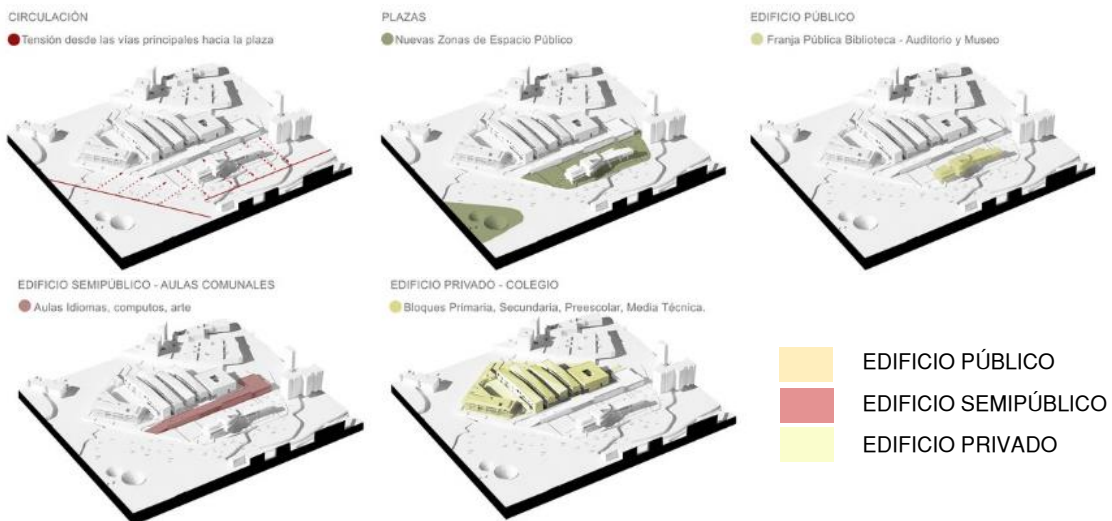 CIRCULACIÓN
Tensión desde las vías principales hacia la plaza
PLAZAS
Nuevas Zonas de Espacio Público
EDIFICIO PÚBLICO
Franja Pública Biblioteca - Auditorio y Museo
EDIFICIO SEMIPÚBLICO - AULAS COMUNALES
Aulas Idiomas, computos, arte
EDIFICIO PRIVADO - COLEGIO
Bloques Primaria, Secundaria, Preescolar, Media Técnica.
EDIFICIO PÚBLICO
EDIFICIO SEMIPÚBLICO
EDIFICIO PRIVADO